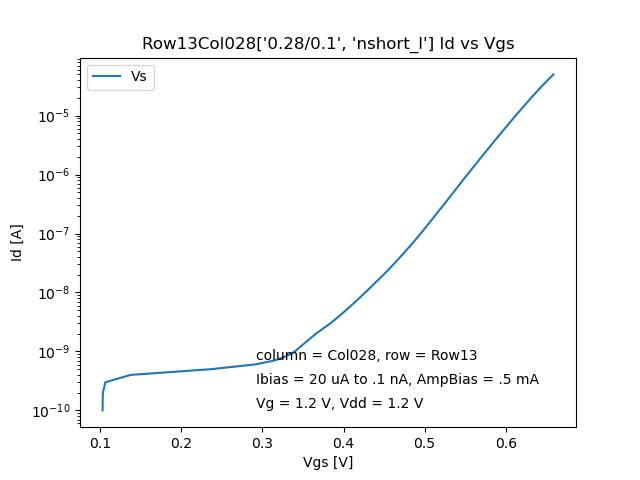 Row13Col028['0.28/0.1', 'nshort_l'] Id vs Vgs
Vs
10⁻⁵
10⁻⁶
10⁻⁷
10⁻⁸
10⁻⁹
10⁻¹⁰
Id [A]
column = Col028, row = Row13
Ibias = 20 uA to .1 nA, AmpBias = .5 mA
Vg = 1.2 V, Vdd = 1.2 V
0.1 0.2 0.3 0.4 0.5 0.6
Vgs [V]